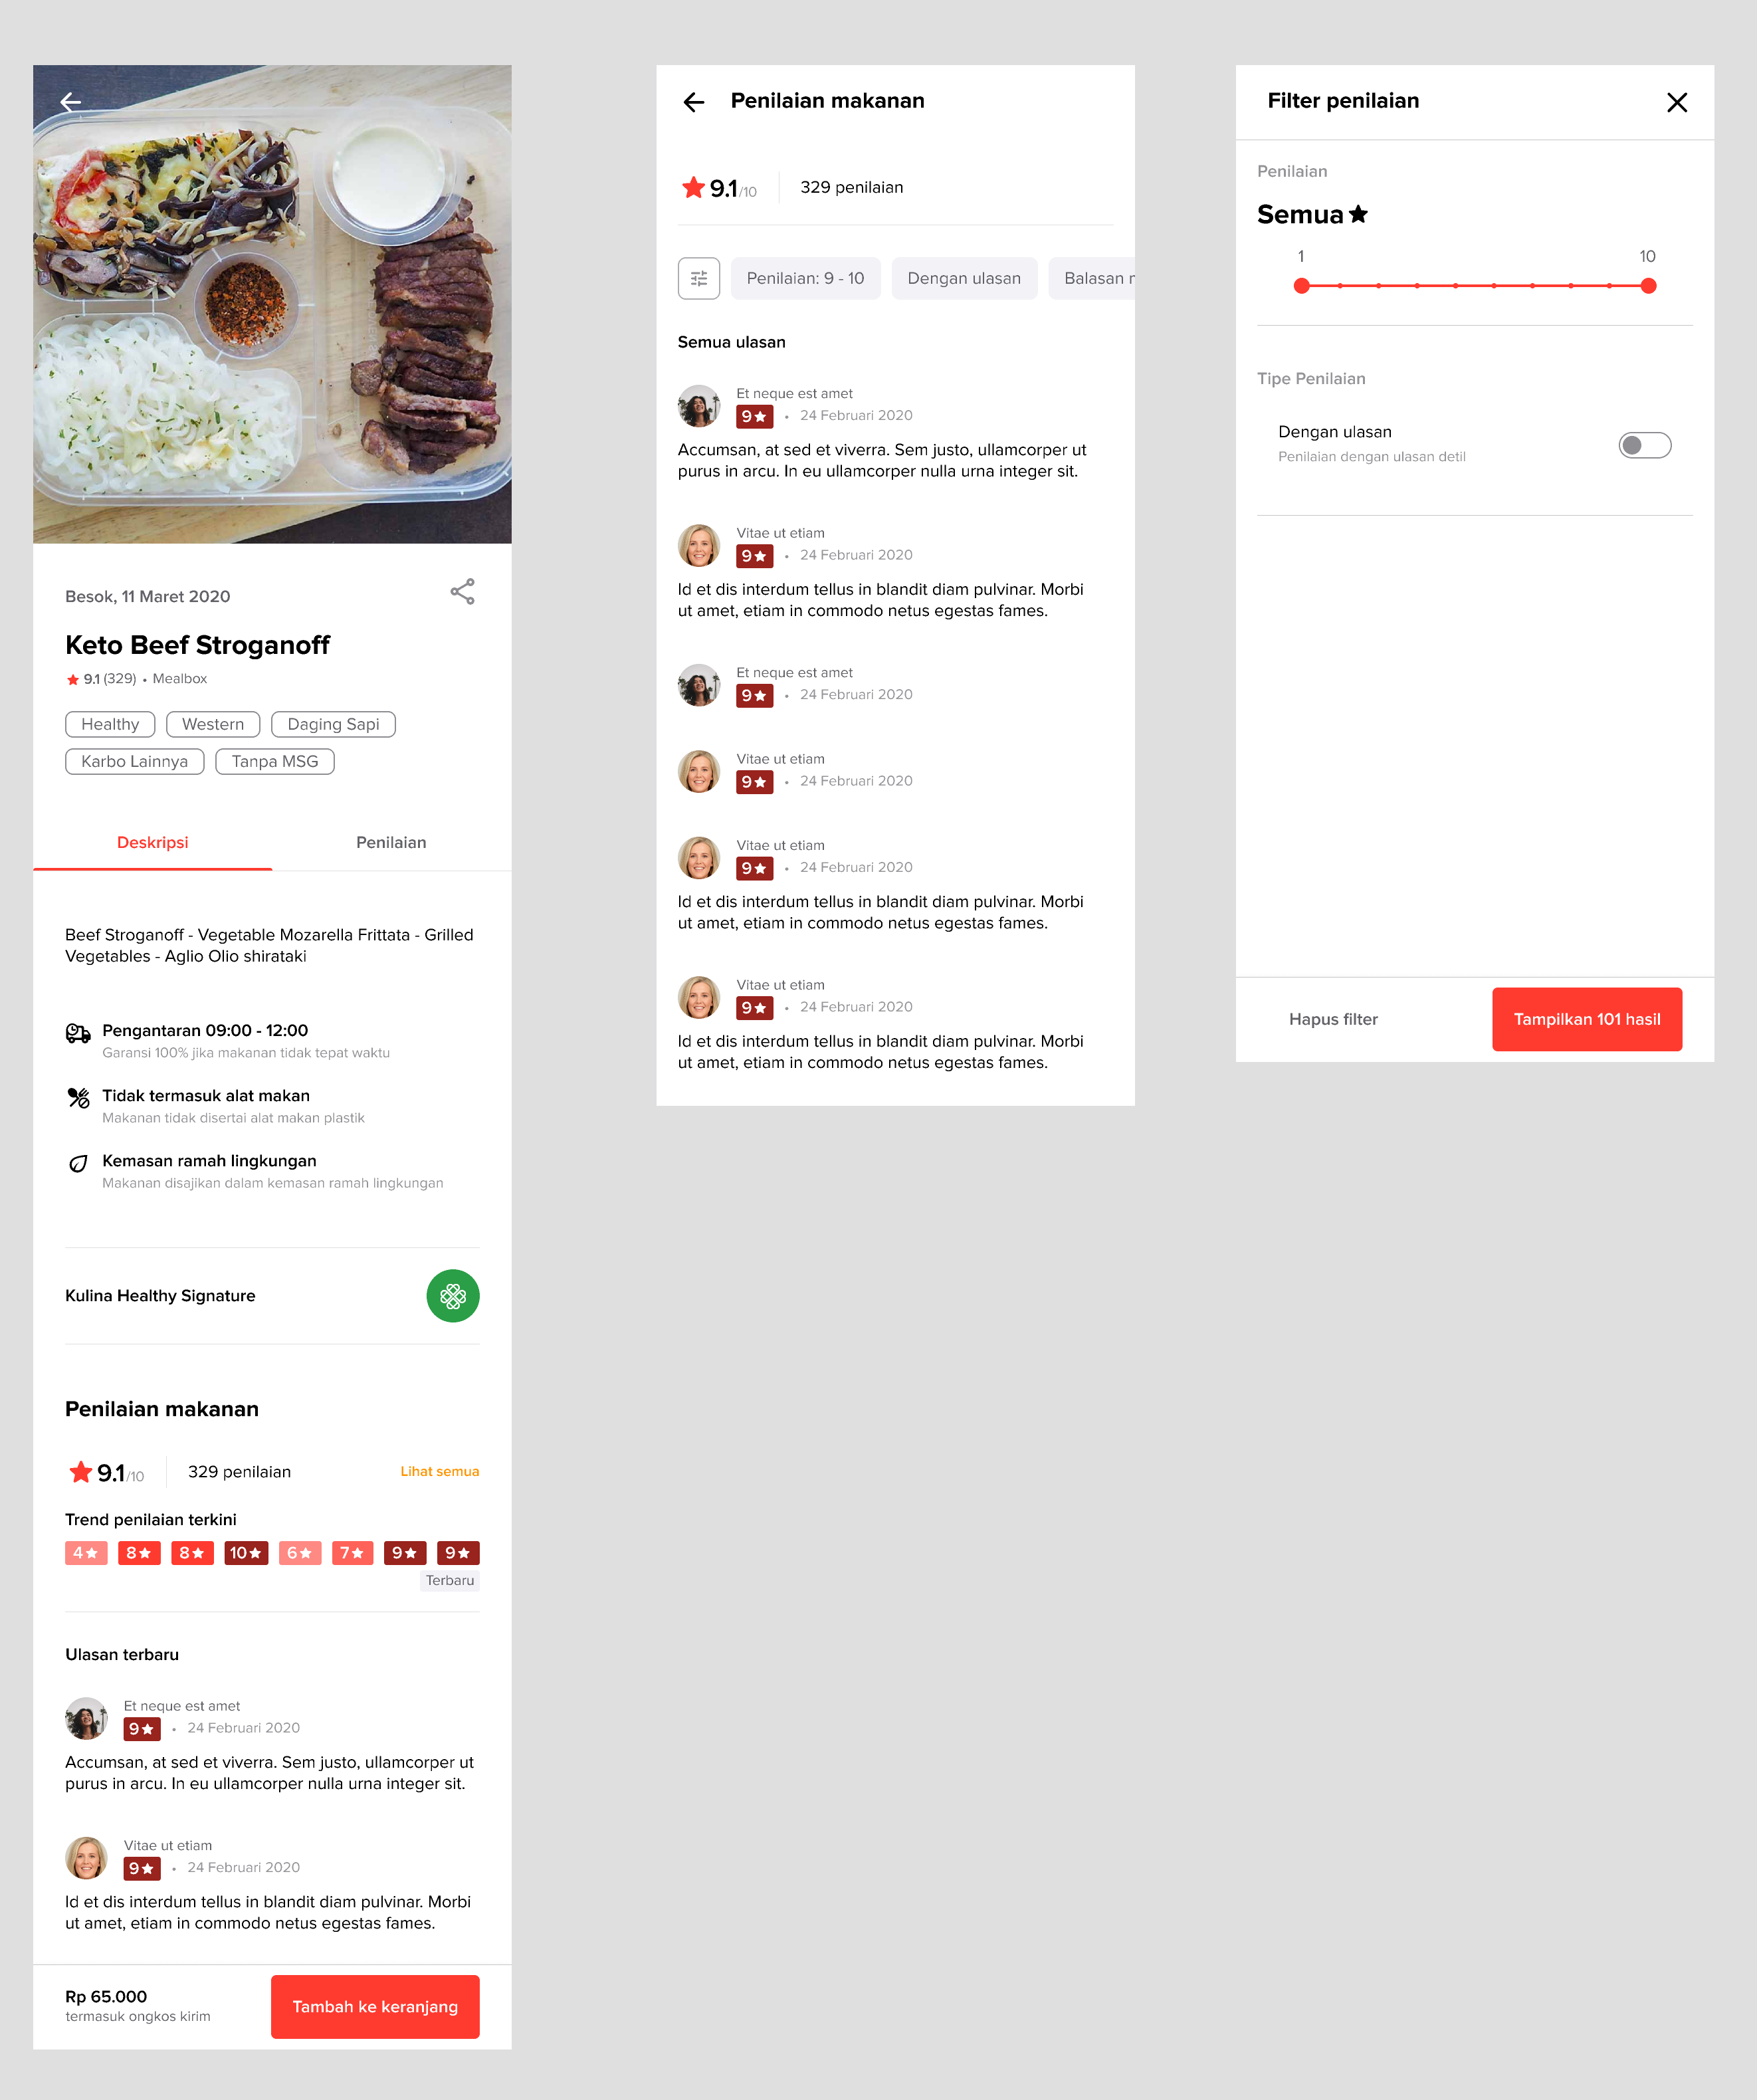 Besok, 11 Maret 2020
Keto Beef Stroganoff
9.1 (329) • Mealbox
Healthy
Western
Daging Sapi
Karbo Lainnya
Tanpa MSG
Deskripsi
Penilaian
Beef Stroganoff - Vegetable Mozarella Frittata - Grilled
Vegetables - Aglio Olio shirataki
Pengantaran 09:00 - 12:00
Garansi 100% jika makanan tidak tepat waktu
Tidak termasuk alat makan
Makanan tidak disertai alat makan plastik
Kemasan ramah lingkungan
Makanan disajikan dalam kemasan ramah lingkungan
Kulina Healthy Signature
Penilaian makanan
9.1/10
329 penilaian
Lihat semua
Trend penilaian terkini
4 8 8 10 6 7 9 9
Terbaru
Ulasan terbaru
Et neque est amet
9 • 24 Februari 2020
Accumsan, at sed et viverra. Sem justo, ullamcorper ut
purus in arcu. In eu ullamcorper nulla urna integer sit.
Vitae ut etiam
9 • 24 Februari 2020
Id et dis interdum tellus in blandit diam pulvinar. Morbi
ut amet, etiam in commodo netus egestas fames.
Rp 65.000
termasuk ongkos kirim
Tambah ke keranjang
Penilaian makanan
9.1/10
329 penilaian
Penilaian: 9 - 10
Dengan ulasan
Balasan
Semua ulasan
Et neque est amet
9 • 24 Februari 2020
Accumsan, at sed et viverra. Sem justo, ullamcorper ut
purus in arcu. In eu ullamcorper nulla urna integer sit.
Vitae ut etiam
9 • 24 Februari 2020
Id et dis interdum tellus in blandit diam pulvinar. Morbi
ut amet, etiam in commodo netus egestas fames.
Et neque est amet
9 • 24 Februari 2020
Vitae ut etiam
9 • 24 Februari 2020
Vitae ut etiam
9 • 24 Februari 2020
Id et dis interdum tellus in blandit diam pulvinar. Morbi
ut amet, etiam in commodo netus egestas fames.
Vitae ut etiam
9 • 24 Februari 2020
Id et dis interdum tellus in blandit diam pulvinar. Morbi
ut amet, etiam in commodo netus egestas fames.
Filter penilaian
Penilaian
Semua
1 10
Tipe Penilaian
Dengan ulasan
Penilaian dengan ulasan detil
Hapus filter
Tampilkan 101 hasil